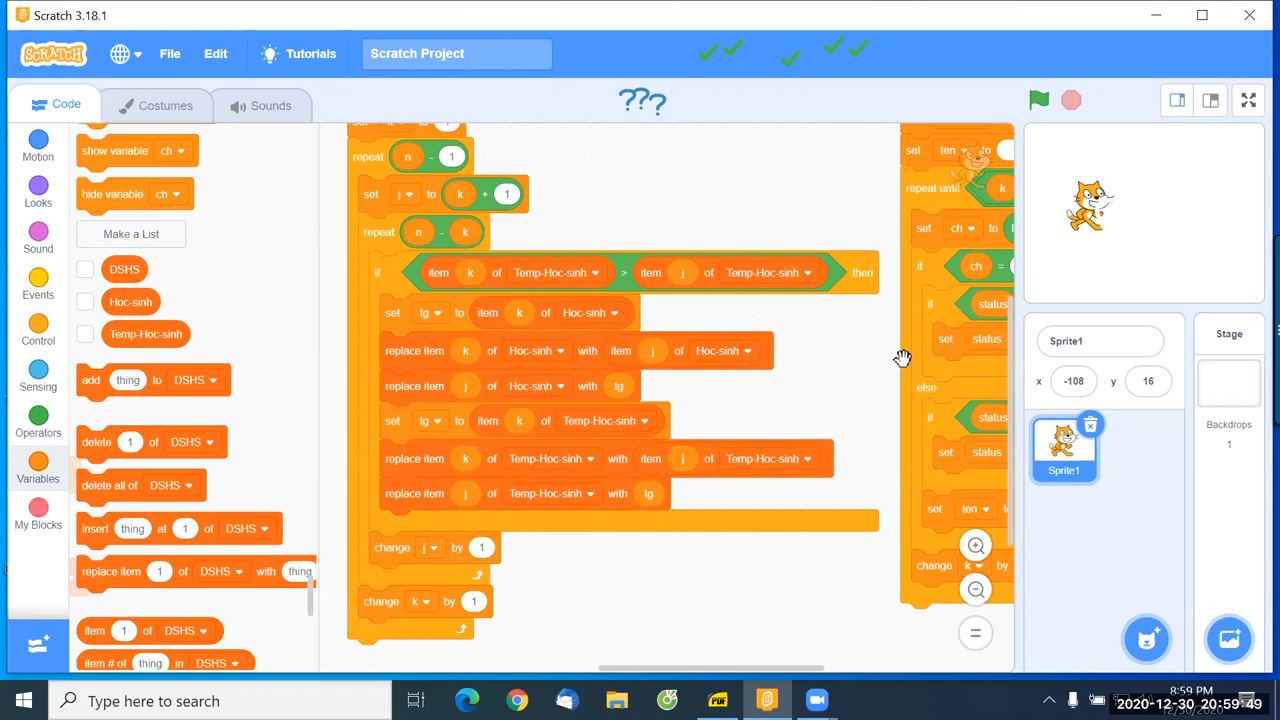 Scratch 3.18.1
SCRATCH File Edit Tutorials Scratch Project
???
Code Costumes Sounds
Motion
Looks
Sound
Events
Control
Sensing
Operators
Variables
My Blocks
show variable ch
hide variable ch
Make a List
DSHS
Hoc-sinh
Temp-Hoc-sinh
add thing to DSHS
delete 1 of DSHS
delete all of DSHS
insert thing at 1 of DSHS
replace item 1 of DSHS with thing
item 1 of DSHS
item # of thing in DSHS
repeat n - 1
set j to k + 1
repeat n - k
if item k of Temp-Hoc-sinh > item j of Temp-Hoc-sinh then
set tg to item k of Hoc-sinh
replace item k of Hoc-sinh with item j of Hoc-sinh
replace item j of Hoc-sinh with tg
set tg to item k of Temp-Hoc-sinh
replace item k of Temp-Hoc-sinh with item j of Temp-Hoc-sinh
replace item j of Temp-Hoc-sinh with tg
change j by 1
change k by 1
set ten to
repeat until k
set ch to
if ch =
if status
set status
else
if status
set status
set ten
change k by
Sprite1
x -108 y 16
Sprite1
Stage
Backdrops
1
Type here to search
8:59 PM
2020-12-30 20:59:49